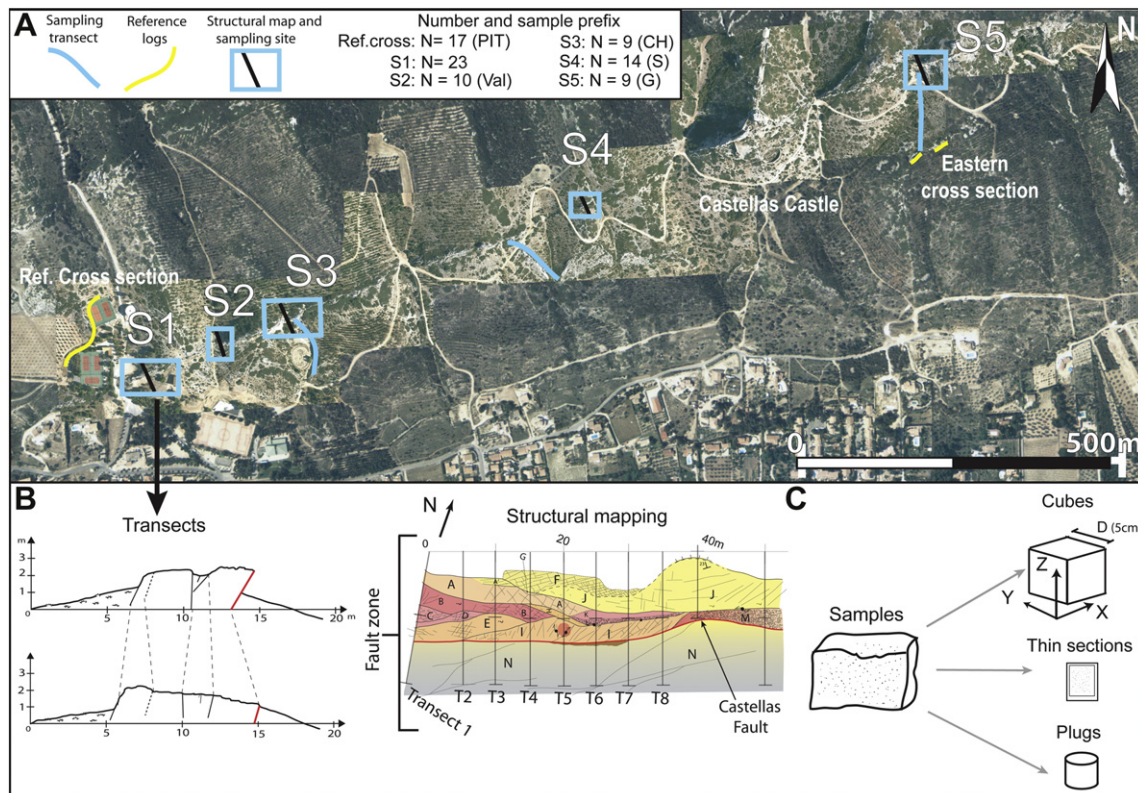 A
Sampling
transect
Reference
logs
Structural map and
sampling site
Number and sample prefix
Ref.cross: N= 17 (PIT)
S1: N= 23
S2: N = 10 (Val)
S3: N = 9 (CH)
S4: N = 14 (S)
S5: N = 9 (G)
N
S5
S4
Eastern
cross section
Castellas Castle
Ref. Cross section
S3
S2
S1
0
500m
B
Transects
m
3
2
1
0
5
10
15
20
m
3
2
1
0
5
10
15
20
N
Structural mapping
0
20
40m
Fault zone
G
A
A
F
J
J
B
B
A
K
C
D
E
I
I
M
N
N
T2 T3 T4 T5 T6 T7 T8
Transect 1
Castellas
Fault
C
Cubes
D (5cm
Z
Y
X
Samples
Thin sections
Plugs